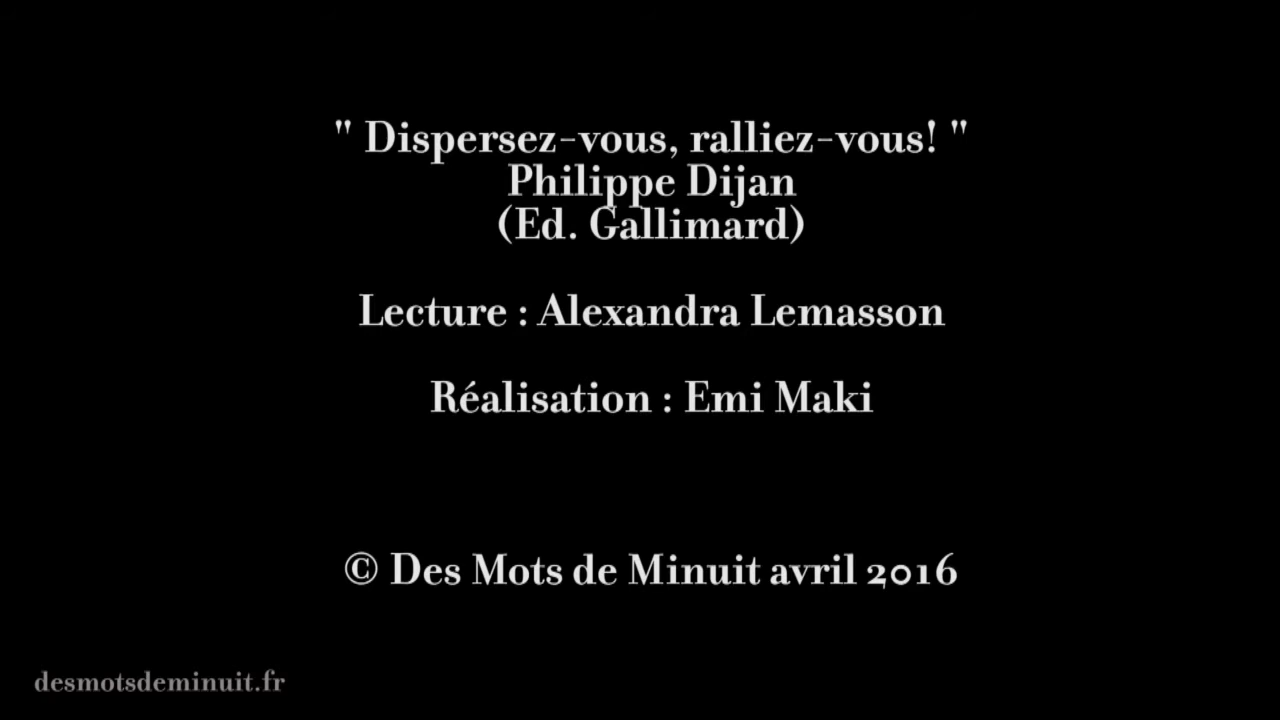 " Dispersez-vous, ralliez-vous! "
Philippe Dijan
(Ed. Gallimard)
Lecture : Alexandra Lemasson
Réalisation : Emi Maki
© Des Mots de Minuit avril 2016
desmotsdeminuit.fr